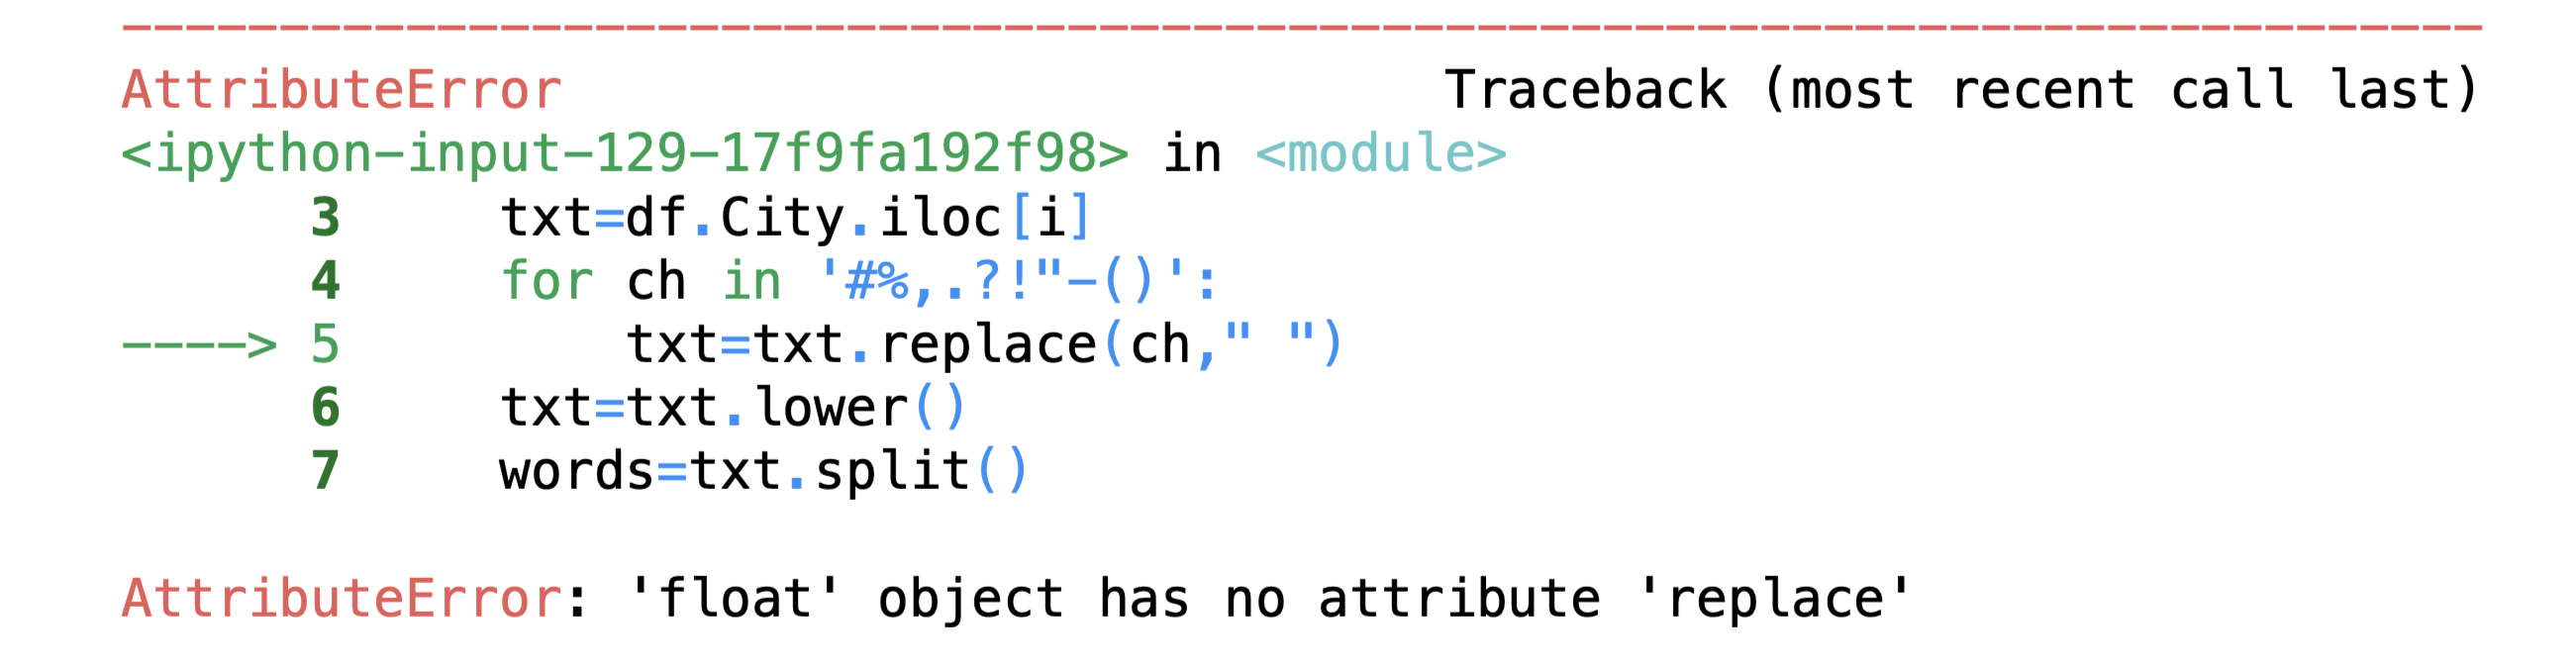 ---------------------------------------------------------------------------
AttributeError                            Traceback (most recent call last)
<ipython-input-129-17f9fa192f98> in <module>
      3     txt=df.City.iloc[i]
      4     for ch in '#%,.?!"-()':
----> 5         txt=txt.replace(ch," ")
      6     txt=txt.lower()
      7     words=txt.split()

AttributeError: 'float' object has no attribute 'replace'